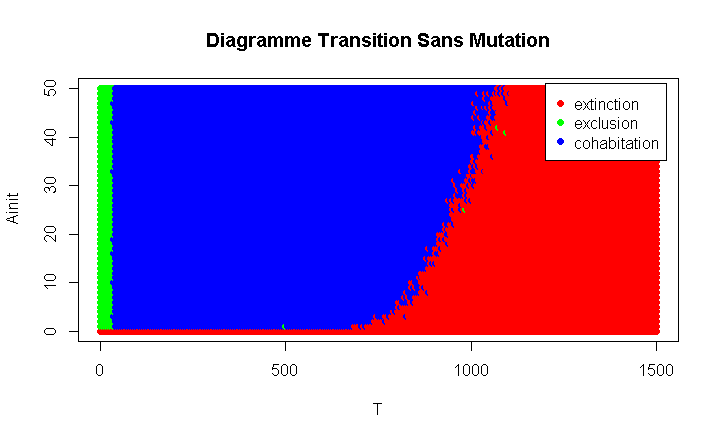 Diagramme Transition Sans Mutation
50
40
30
20
10
0
Ainit
extinction
exclusion
cohabitation
0 500 1000 1500
T